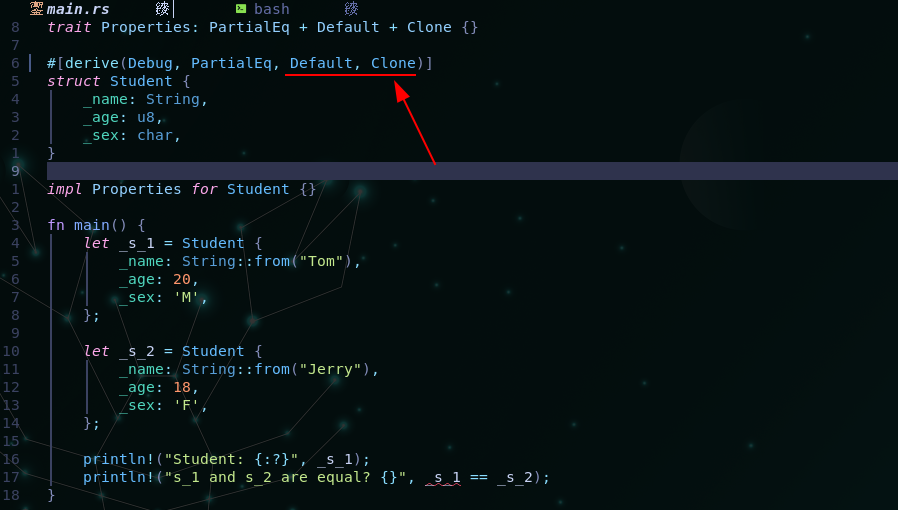 main.rs bash
8 trait Properties: PartialEq + Default + Clone {}
7
6 #[derive(Debug, PartialEq, Default, Clone)]
5 struct Student {
4 _name: String,
3 _age: u8,
2 _sex: char,
1 }
9
1 impl Properties for Student {}
2
3 fn main() {
4 let _s_1 = Student {
5 _name: String::from("Tom"),
6 _age: 20,
7 _sex: 'M',
8 };
9
10 let _s_2 = Student {
11 _name: String::from("Jerry"),
12 _age: 18,
13 _sex: 'F',
14 };
15
16 println!("Student: {:?}", _s_1);
17 println!("s_1 and s_2 are equal? {}", _s_1 == _s_2);
18 }